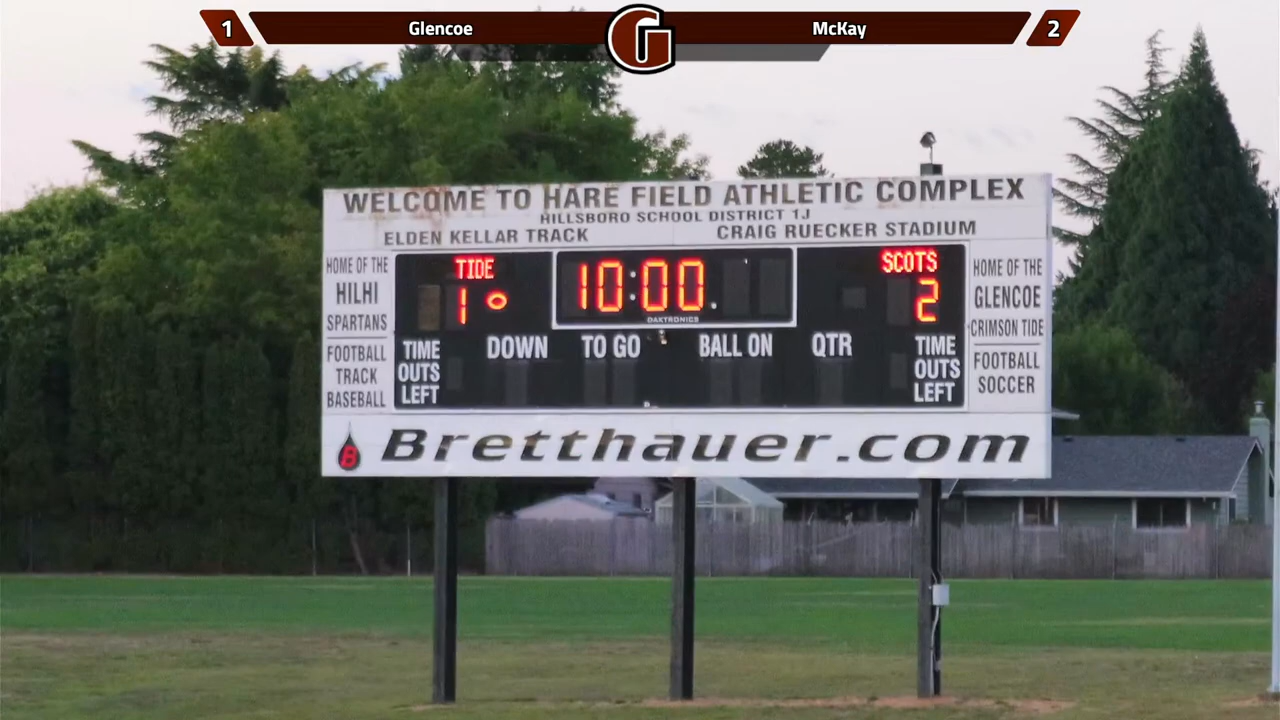 1 Glencoe G McKay 2
WELCOME TO HARE FIELD ATHLETIC COMPLEX
HILLSBORO SCHOOL DISTRICT 1J
ELDEN KELLAR TRACK CRAIG RUECKER STADIUM
HOME OF THE
HILHI
SPARTANS
FOOTBALL
TRACK
BASEBALL
TIDE 10:00 SCOTS
1 2
DAKTRONICS
TIME
OUTS
LEFT
DOWN TO GO BALL ON QTR
TIME
OUTS
LEFT
HOME OF THE
GLENCOE
CRIMSON TIDE
FOOTBALL
SOCCER
B Bretthauer.com